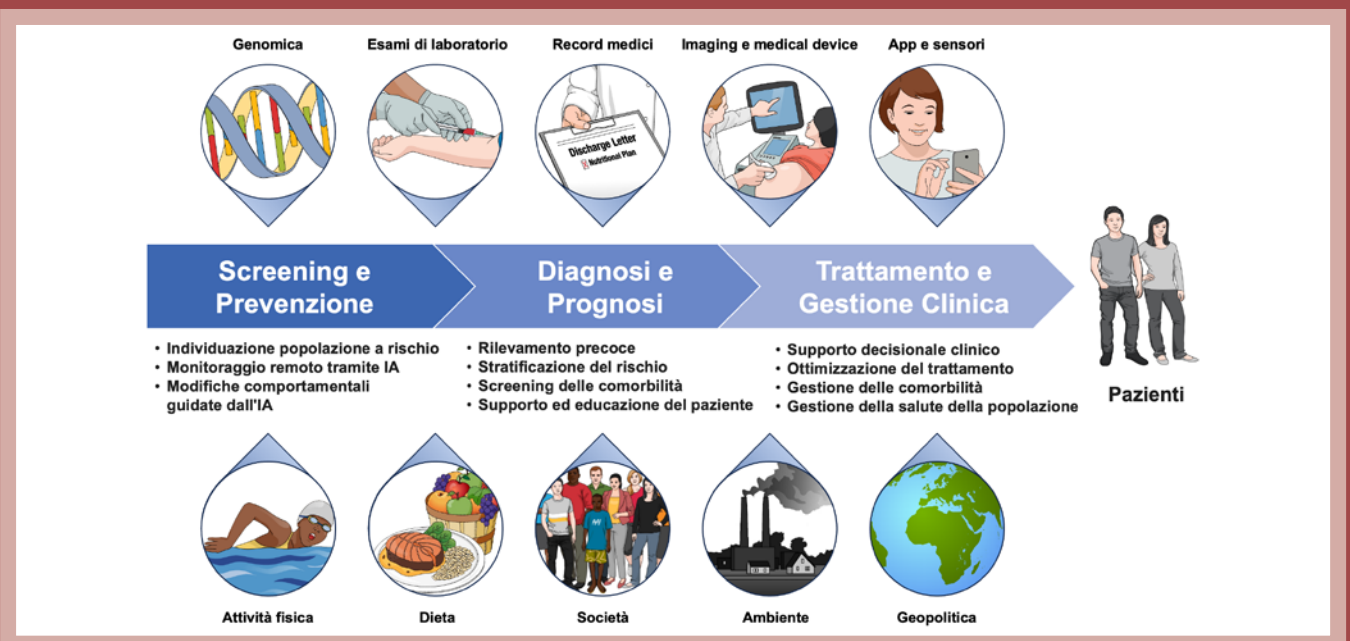 Genomica
Esami di laboratorio
Record medici
Imaging e medical device
App e sensori
Discharge Letter
Nutritional Plan
Screening e
Prevenzione
Diagnosi e
Prognosi
Trattamento e
Gestione Clinica
• Individuazione popolazione a rischio
• Monitoraggio remoto tramite IA
• Modifiche comportamentali
guidate dall'IA
• Rilevamento precoce
• Stratificazione del rischio
• Screening delle comorbilità
• Supporto ed educazione del paziente
• Supporto decisionale clinico
• Ottimizzazione del trattamento
• Gestione delle comorbilità
• Gestione della salute della popolazione
Pazienti
Attività fisica
Dieta
Società
Ambiente
Geopolitica